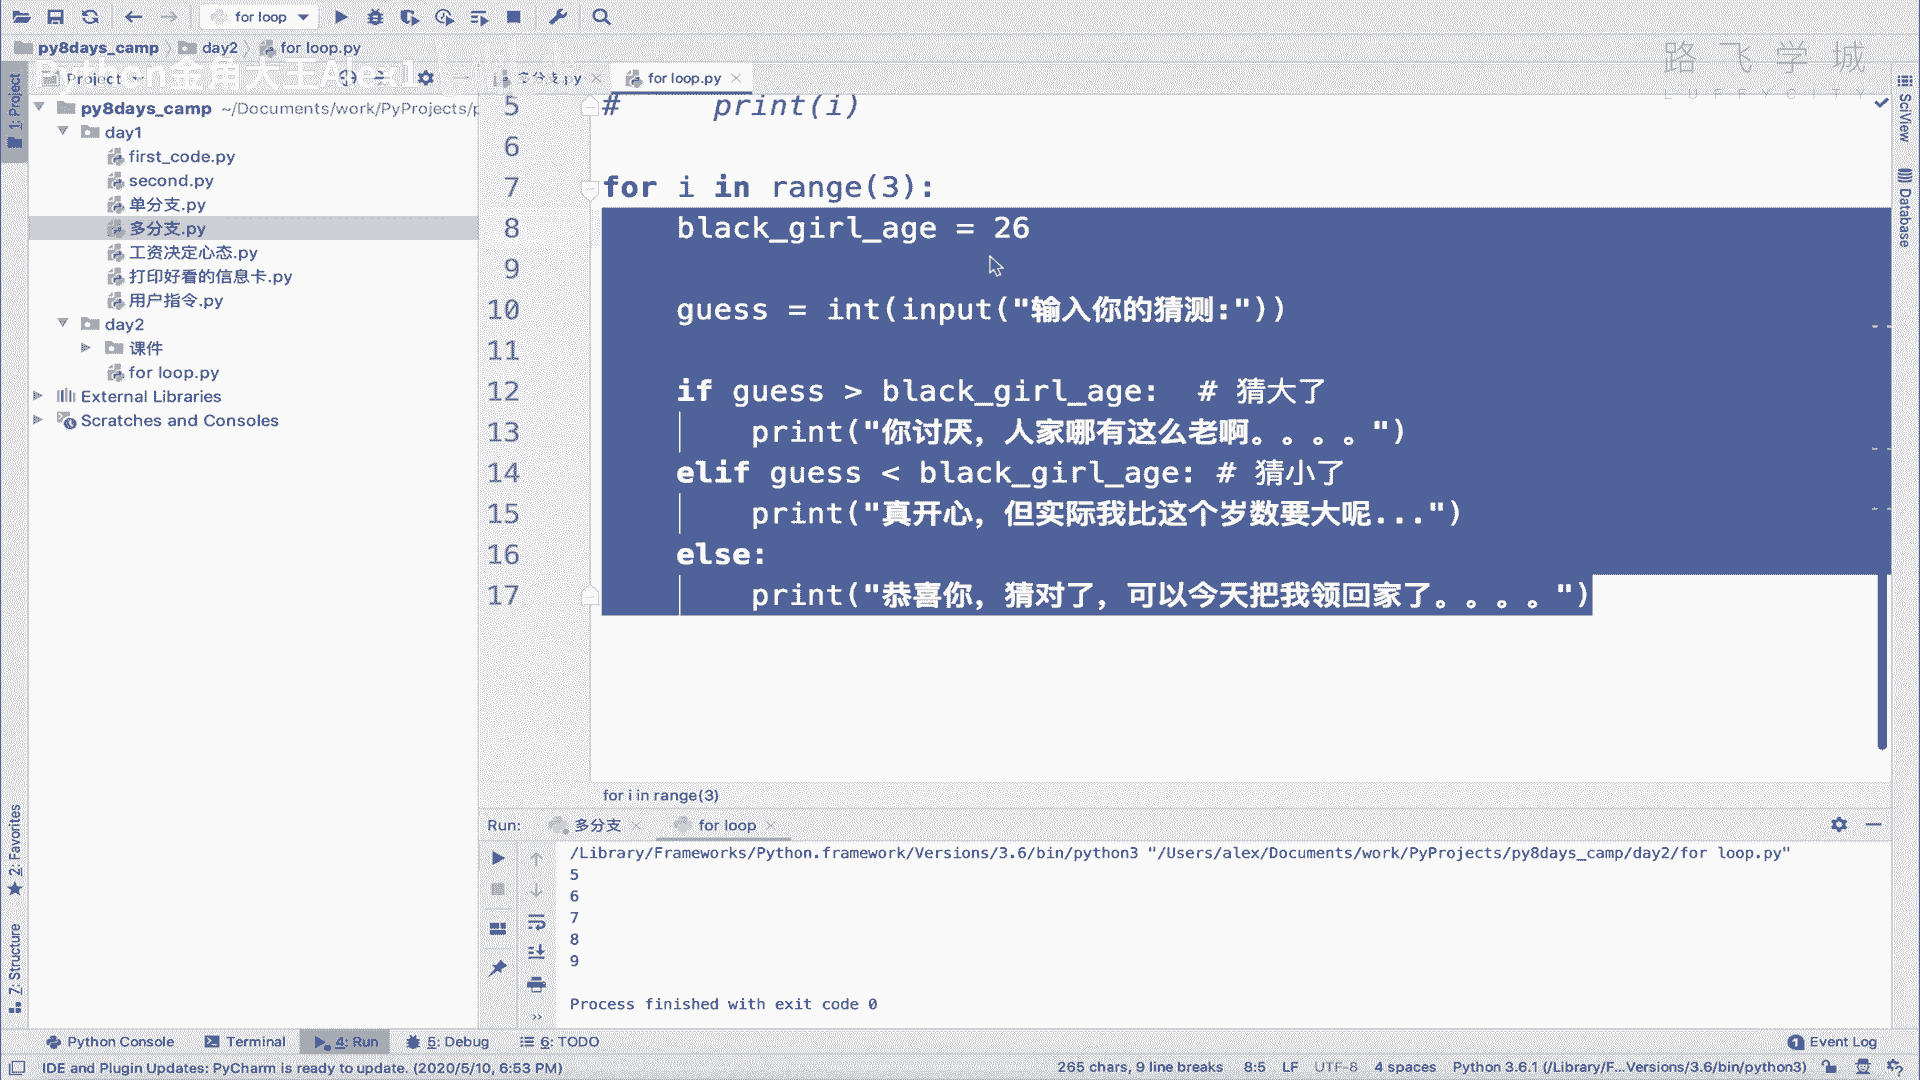 for loop
py8days_camp day2 for loop.py
Python金角大王Alex1
路飞学城
LUFFYCITY
Project
多分支.py
for loop.py
1: Project
py8days_camp ~/Documents/work/PyProjects/p
day1
first_code.py
second.py
单分支.py
多分支.py
工资决定心态.py
打印好看的信息卡.py
用户指令.py
day2
课件
for loop.py
External Libraries
Scratches and Consoles
5 # print(i)
6
7 for i in range(3):
8 black_girl_age = 26
9
10 guess = int(input("输入你的猜测:"))
11
12 if guess > black_girl_age: # 猜大了
13 print("你讨厌，人家哪有这么老啊。。。。")
14 elif guess < black_girl_age: # 猜小了
15 print("真开心，但实际我比这个岁数要大呢...")
16 else:
17 print("恭喜你，猜对了，可以今天把我领回家了。。。。")
for i in range(3)
SciView
Database
2: Favorites
7: Structure
Run: 多分支 for loop
/Library/Frameworks/Python.framework/Versions/3.6/bin/python3 "/Users/alex/Documents/work/PyProjects/py8days_camp/day2/for loop.py"
5
6
7
8
9
Process finished with exit code 0
Python Console Terminal 4: Run 5: Debug 6: TODO 1 Event Log
IDE and Plugin Updates: PyCharm is ready to update. (2020/5/10, 6:53 PM) 265 chars, 9 line breaks 8:5 LF UTF-8 4 spaces Python 3.6.1 (/Library/F...Versions/3.6/bin/python3)